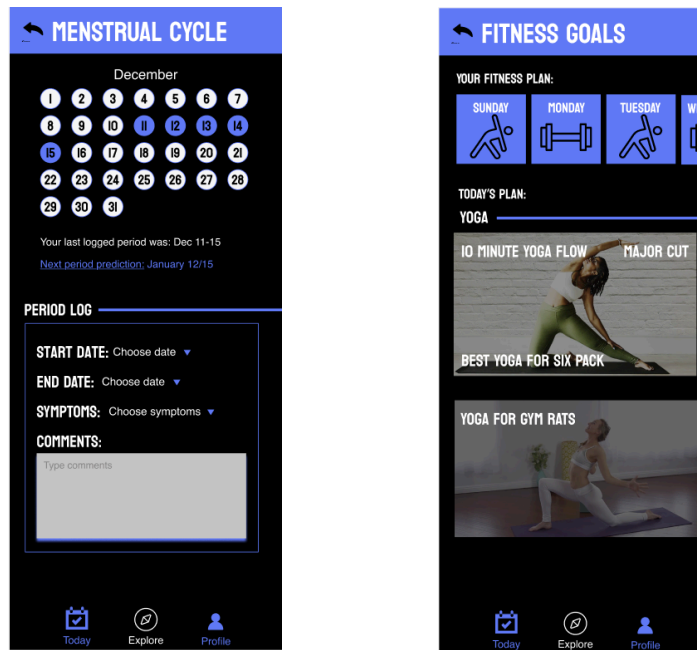 MENSTRUAL CYCLE
December
1 2 3 4 5 6 7
8 9 10 11 12 13 14
15 16 17 18 19 20 21
22 23 24 25 26 27 28
29 30 31
Your last logged period was: Dec 11-15
Next period prediction: January 12/15
PERIOD LOG
START DATE: Choose date
END DATE: Choose date
SYMPTOMS: Choose symptoms
COMMENTS:
Type comments
Today Explore Profile
FITNESS GOALS
YOUR FITNESS PLAN:
SUNDAY MONDAY TUESDAY W
TODAY'S PLAN:
YOGA
10 MINUTE YOGA FLOW MAJOR CUT
BEST YOGA FOR SIX PACK
YOGA FOR GYM RATS
Today Explore Profile